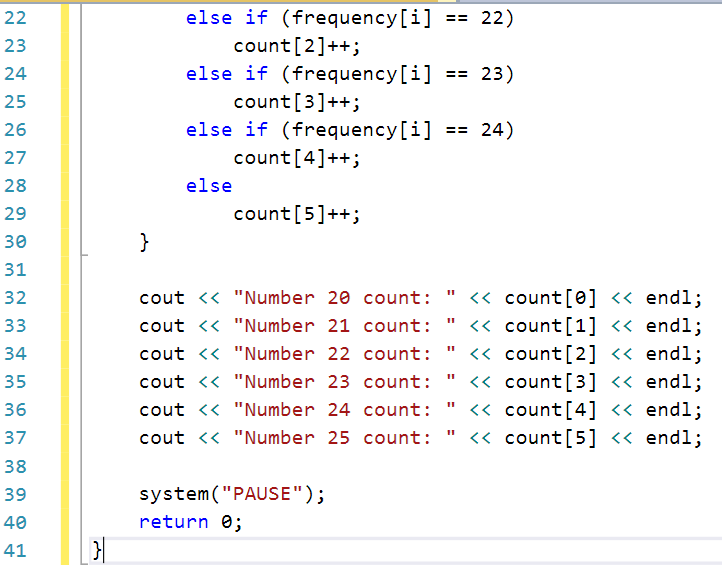 22 else if (frequency[i] == 22)
23 count[2]++;
24 else if (frequency[i] == 23)
25 count[3]++;
26 else if (frequency[i] == 24)
27 count[4]++;
28 else
29 count[5]++;
30 }
31
32 cout << "Number 20 count: " << count[0] << endl;
33 cout << "Number 21 count: " << count[1] << endl;
34 cout << "Number 22 count: " << count[2] << endl;
35 cout << "Number 23 count: " << count[3] << endl;
36 cout << "Number 24 count: " << count[4] << endl;
37 cout << "Number 25 count: " << count[5] << endl;
38
39 system("PAUSE");
40 return 0;
41 }